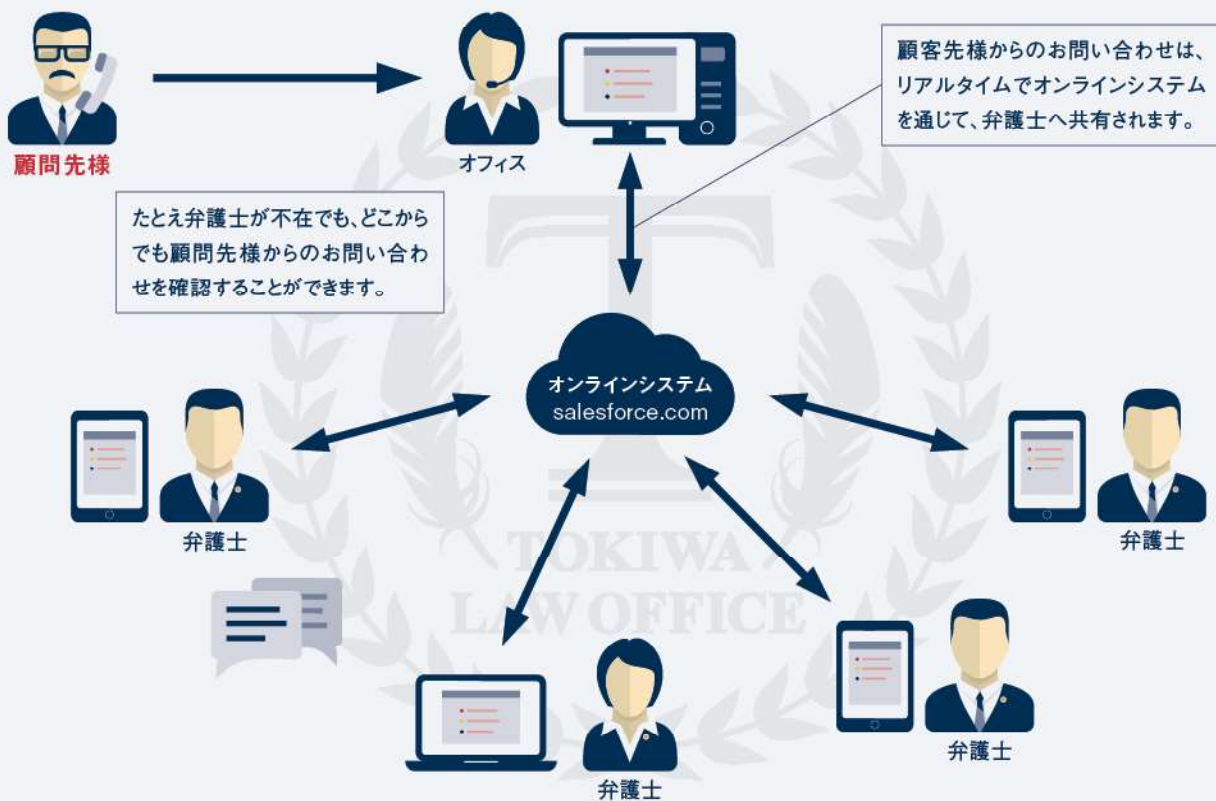 顧客先様からのお問い合わせは、
リアルタイムでオンラインシステム
を通じて、弁護士へ共有されます。
顧問先様
オフィス
たとえ弁護士が不在でも、どこから
でも顧問先様からのお問い合わ
せを確認することができます。
オンラインシステム
salesforce.com
弁護士
弁護士
TOKIWA
LAW OFFICE
弁護士
弁護士